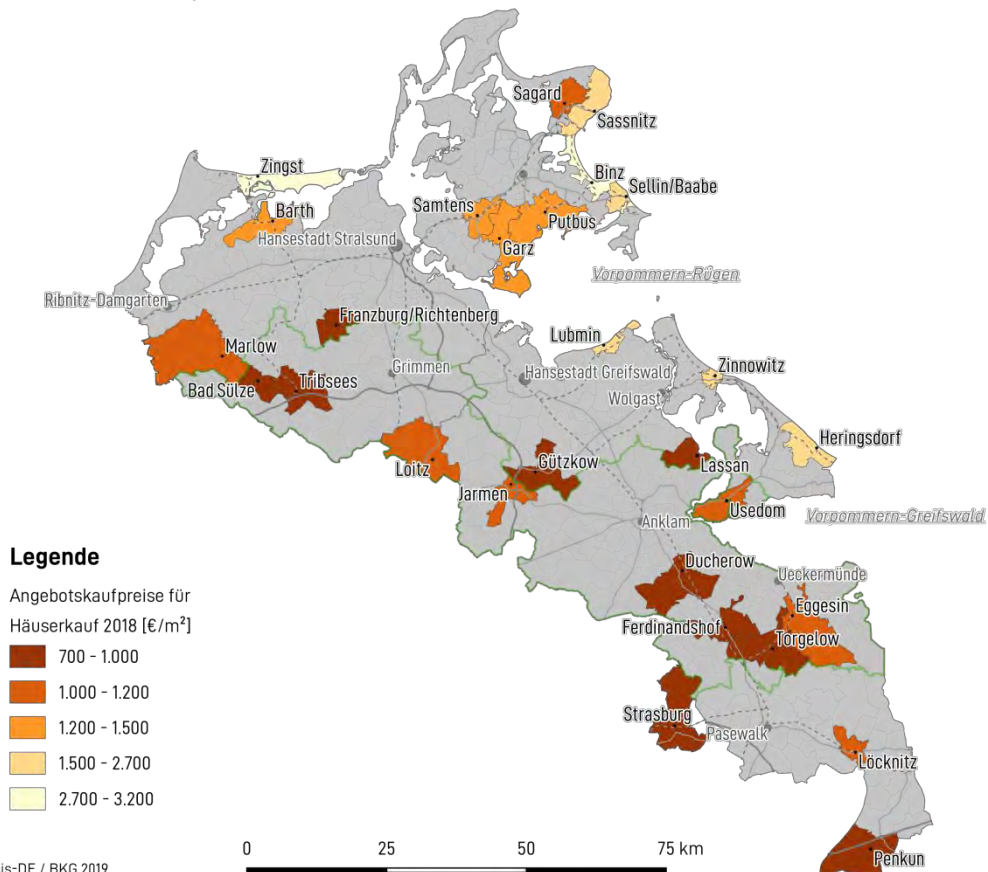 Sagard
Sassnitz
Zingst
Binz
Sellin/Baabe
Barth
Samtens
Putbus
Hansestadt Stralsund
Garz
Vorpommern-Rügen
Ribnitz-Damgarten
Franzburg/Richtenberg
Lubmin
Marlow
Zinnowitz
Grimmen
Hansestadt Greifswald
Bad Sülze
Tribsees
Wolgast
Heringsdorf
Loitz
Gützkow
Lassan
Jarmen
Usedom
Vorpommern-Greifswald
Anklam
Ducherow
Ueckermünde
Eggesin
Ferdinandshof
Torgelow
Strasburg
Pasewalk
Löcknitz
Penkun
Legende
Angebotskaufpreise für
Häuserkauf 2018 [€/m²]
700 - 1.000
1.000 - 1.200
1.200 - 1.500
1.500 - 2.700
2.700 - 3.200
0 25 50 75 km
is-DE / BKG 2019